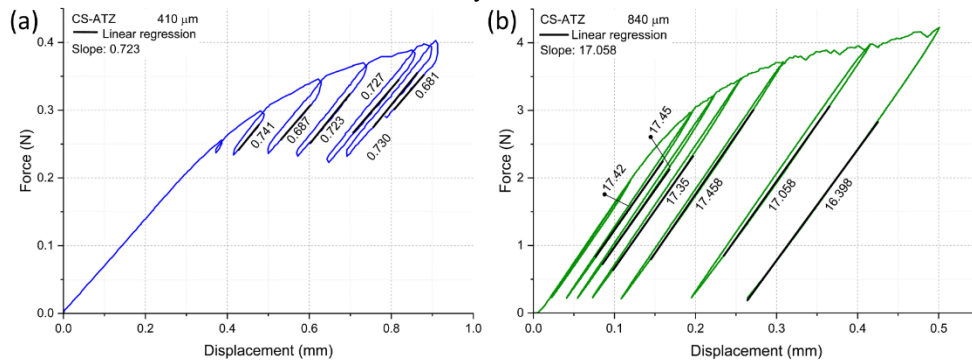 (a)
CS-ATZ 410 μm
Linear regression
Slope: 0.723
0.741
0.687
0.723
0.727
0.730
0.681
0.4
0.3
0.2
0.1
0.0
Force (N)
0.0 0.2 0.4 0.6 0.8 1.0
Displacement (mm)
(b)
CS-ATZ 840 μm
Linear regression
Slope: 17.058
17.42
17.45
17.35
17.458
17.058
16.398
4
3
2
1
0
Force (N)
0.0 0.1 0.2 0.3 0.4 0.5
Displacement (mm)